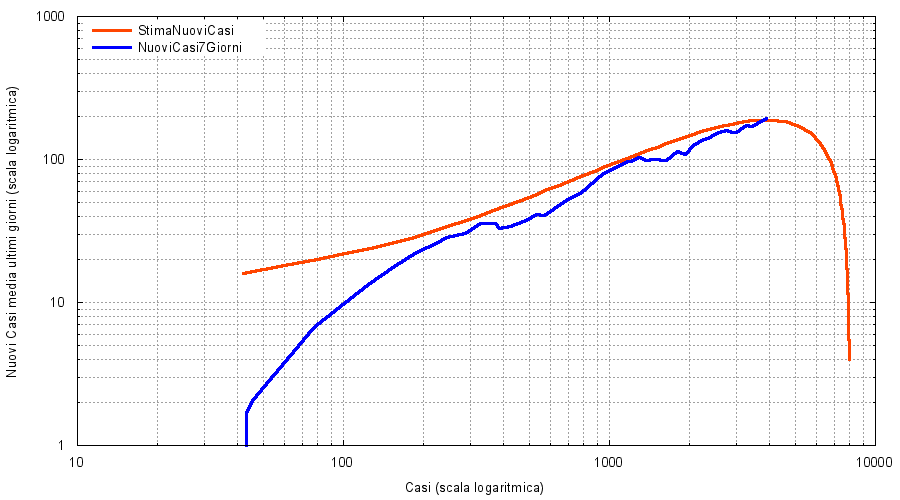 1000
StimaNuoviCasi
NuoviCasi7Giorni
100
10
1
Nuovi Casi media ultimi giorni (scala logaritmica)
10
100
1000
10000
Casi (scala logaritmica)